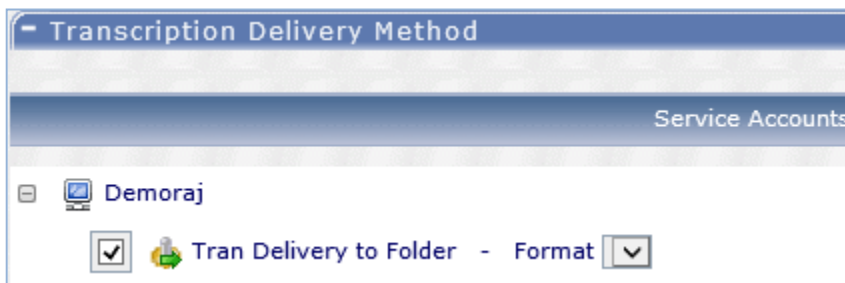 Transcription Delivery Method
Service Accounts
Demoraj
Tran Delivery to Folder - Format